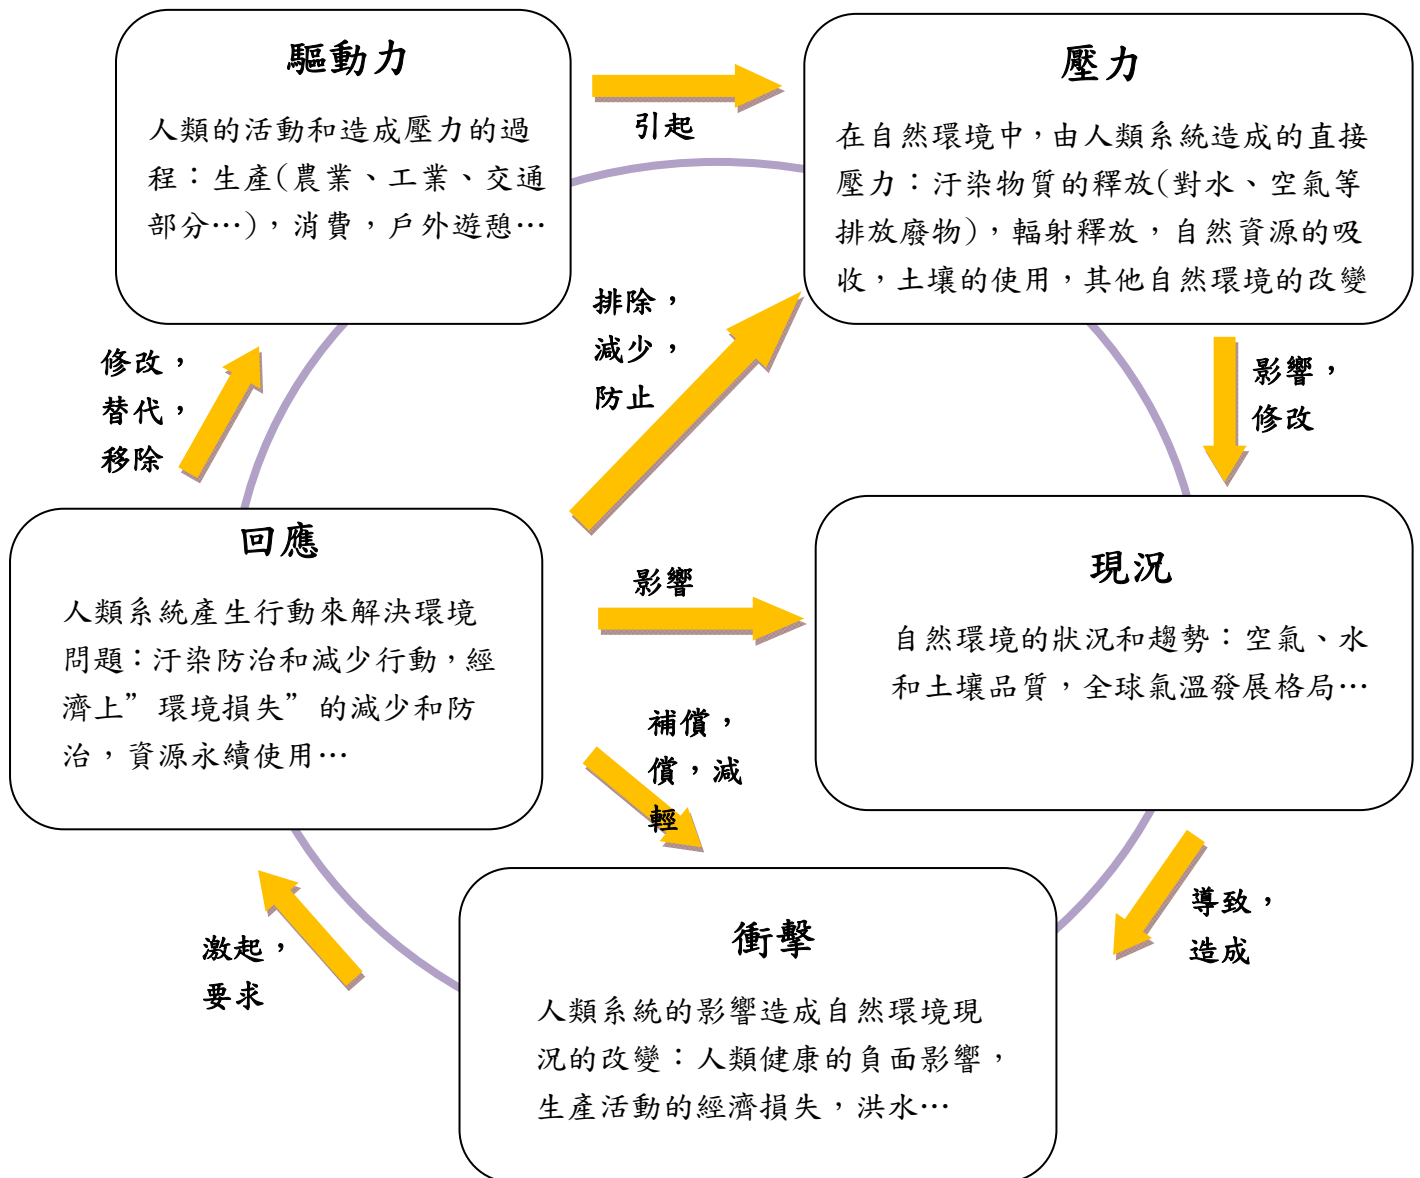 驅動力
人類的活動和造成壓力的過
程：生產(農業、工業、交通
部分…)，消費，戶外遊憩…
引起
壓力
在自然環境中，由人類系統造成的直接
壓力：汙染物質的釋放(對水、空氣等
排放廢物)，輻射釋放，自然資源的吸
收，土壤的使用，其他自然環境的改變
修改，
替代，
移除
排除，
減少，
防止
影響，
修改
回應
人類系統產生行動來解決環境
問題：汙染防治和減少行動，經
濟上”環境損失”的減少和防
治，資源永續使用…
影響
現況
自然環境的狀況和趨勢：空氣、水
和土壤品質，全球氣溫發展格局…
補償，
償，減
輕
激起，
要求
導致，
造成
衝擊
人類系統的影響造成自然環境現
況的改變：人類健康的負面影響，
生產活動的經濟損失，洪水…